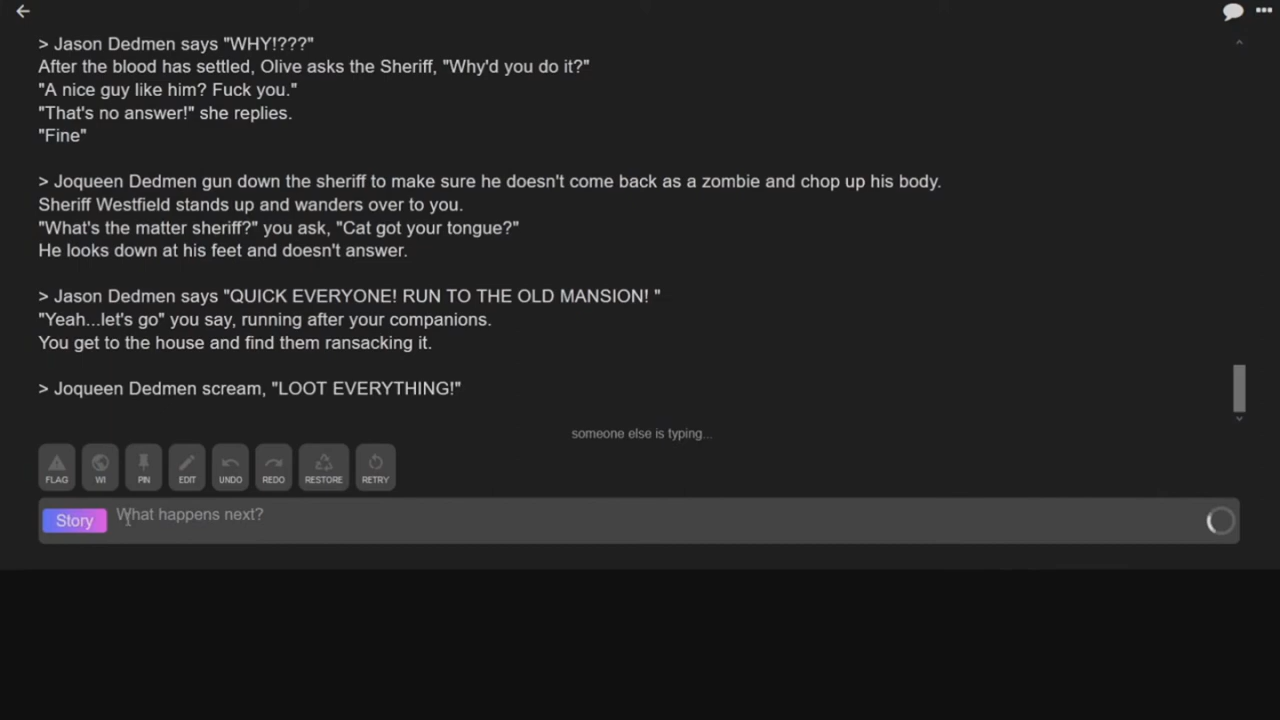 > Jason Dedmen says "WHY!???"
After the blood has settled, Olive asks the Sheriff, "Why'd you do it?"
"A nice guy like him? Fuck you."
"That's no answer!" she replies.
"Fine"
> Joqueen Dedmen gun down the sheriff to make sure he doesn't come back as a zombie and chop up his body.
Sheriff Westfield stands up and wanders over to you.
"What's the matter sheriff?" you ask, "Cat got your tongue?"
He looks down at his feet and doesn't answer.
> Jason Dedmen says "QUICK EVERYONE! RUN TO THE OLD MANSION! "
"Yeah...let's go" you say, running after your companions.
You get to the house and find them ransacking it.
> Joqueen Dedmen scream, "LOOT EVERYTHING!"
someone else is typing...
FLAG WI PIN EDIT UNDO REDO RESTORE RETRY
Story What happens next?